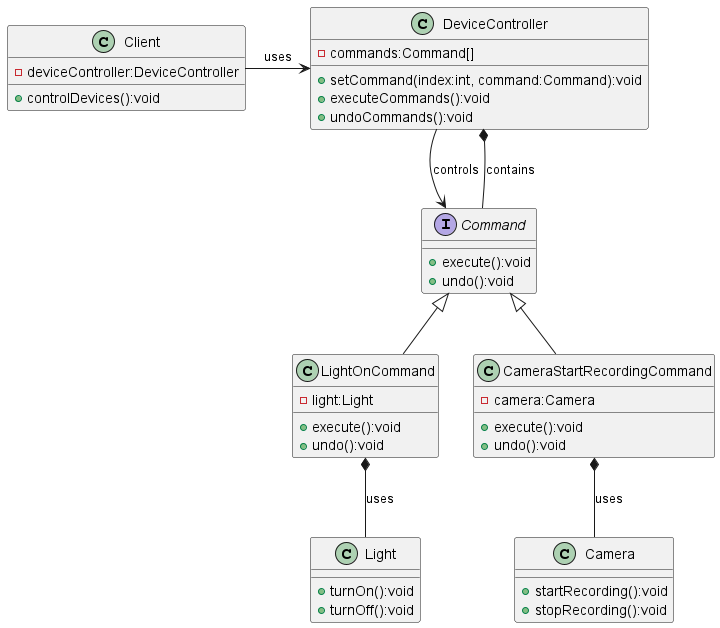 C Client
deviceController:DeviceController
controlDevices():void
uses
C DeviceController
commands:Command[]
setCommand(index:int, command:Command):void
executeCommands():void
undoCommands():void
controls
contains
I Command
execute():void
undo():void
C LightOnCommand
light:Light
execute():void
undo():void
C CameraStartRecordingCommand
camera:Camera
execute():void
undo():void
uses
uses
C Light
turnOn():void
turnOff():void
C Camera
startRecording():void
stopRecording():void